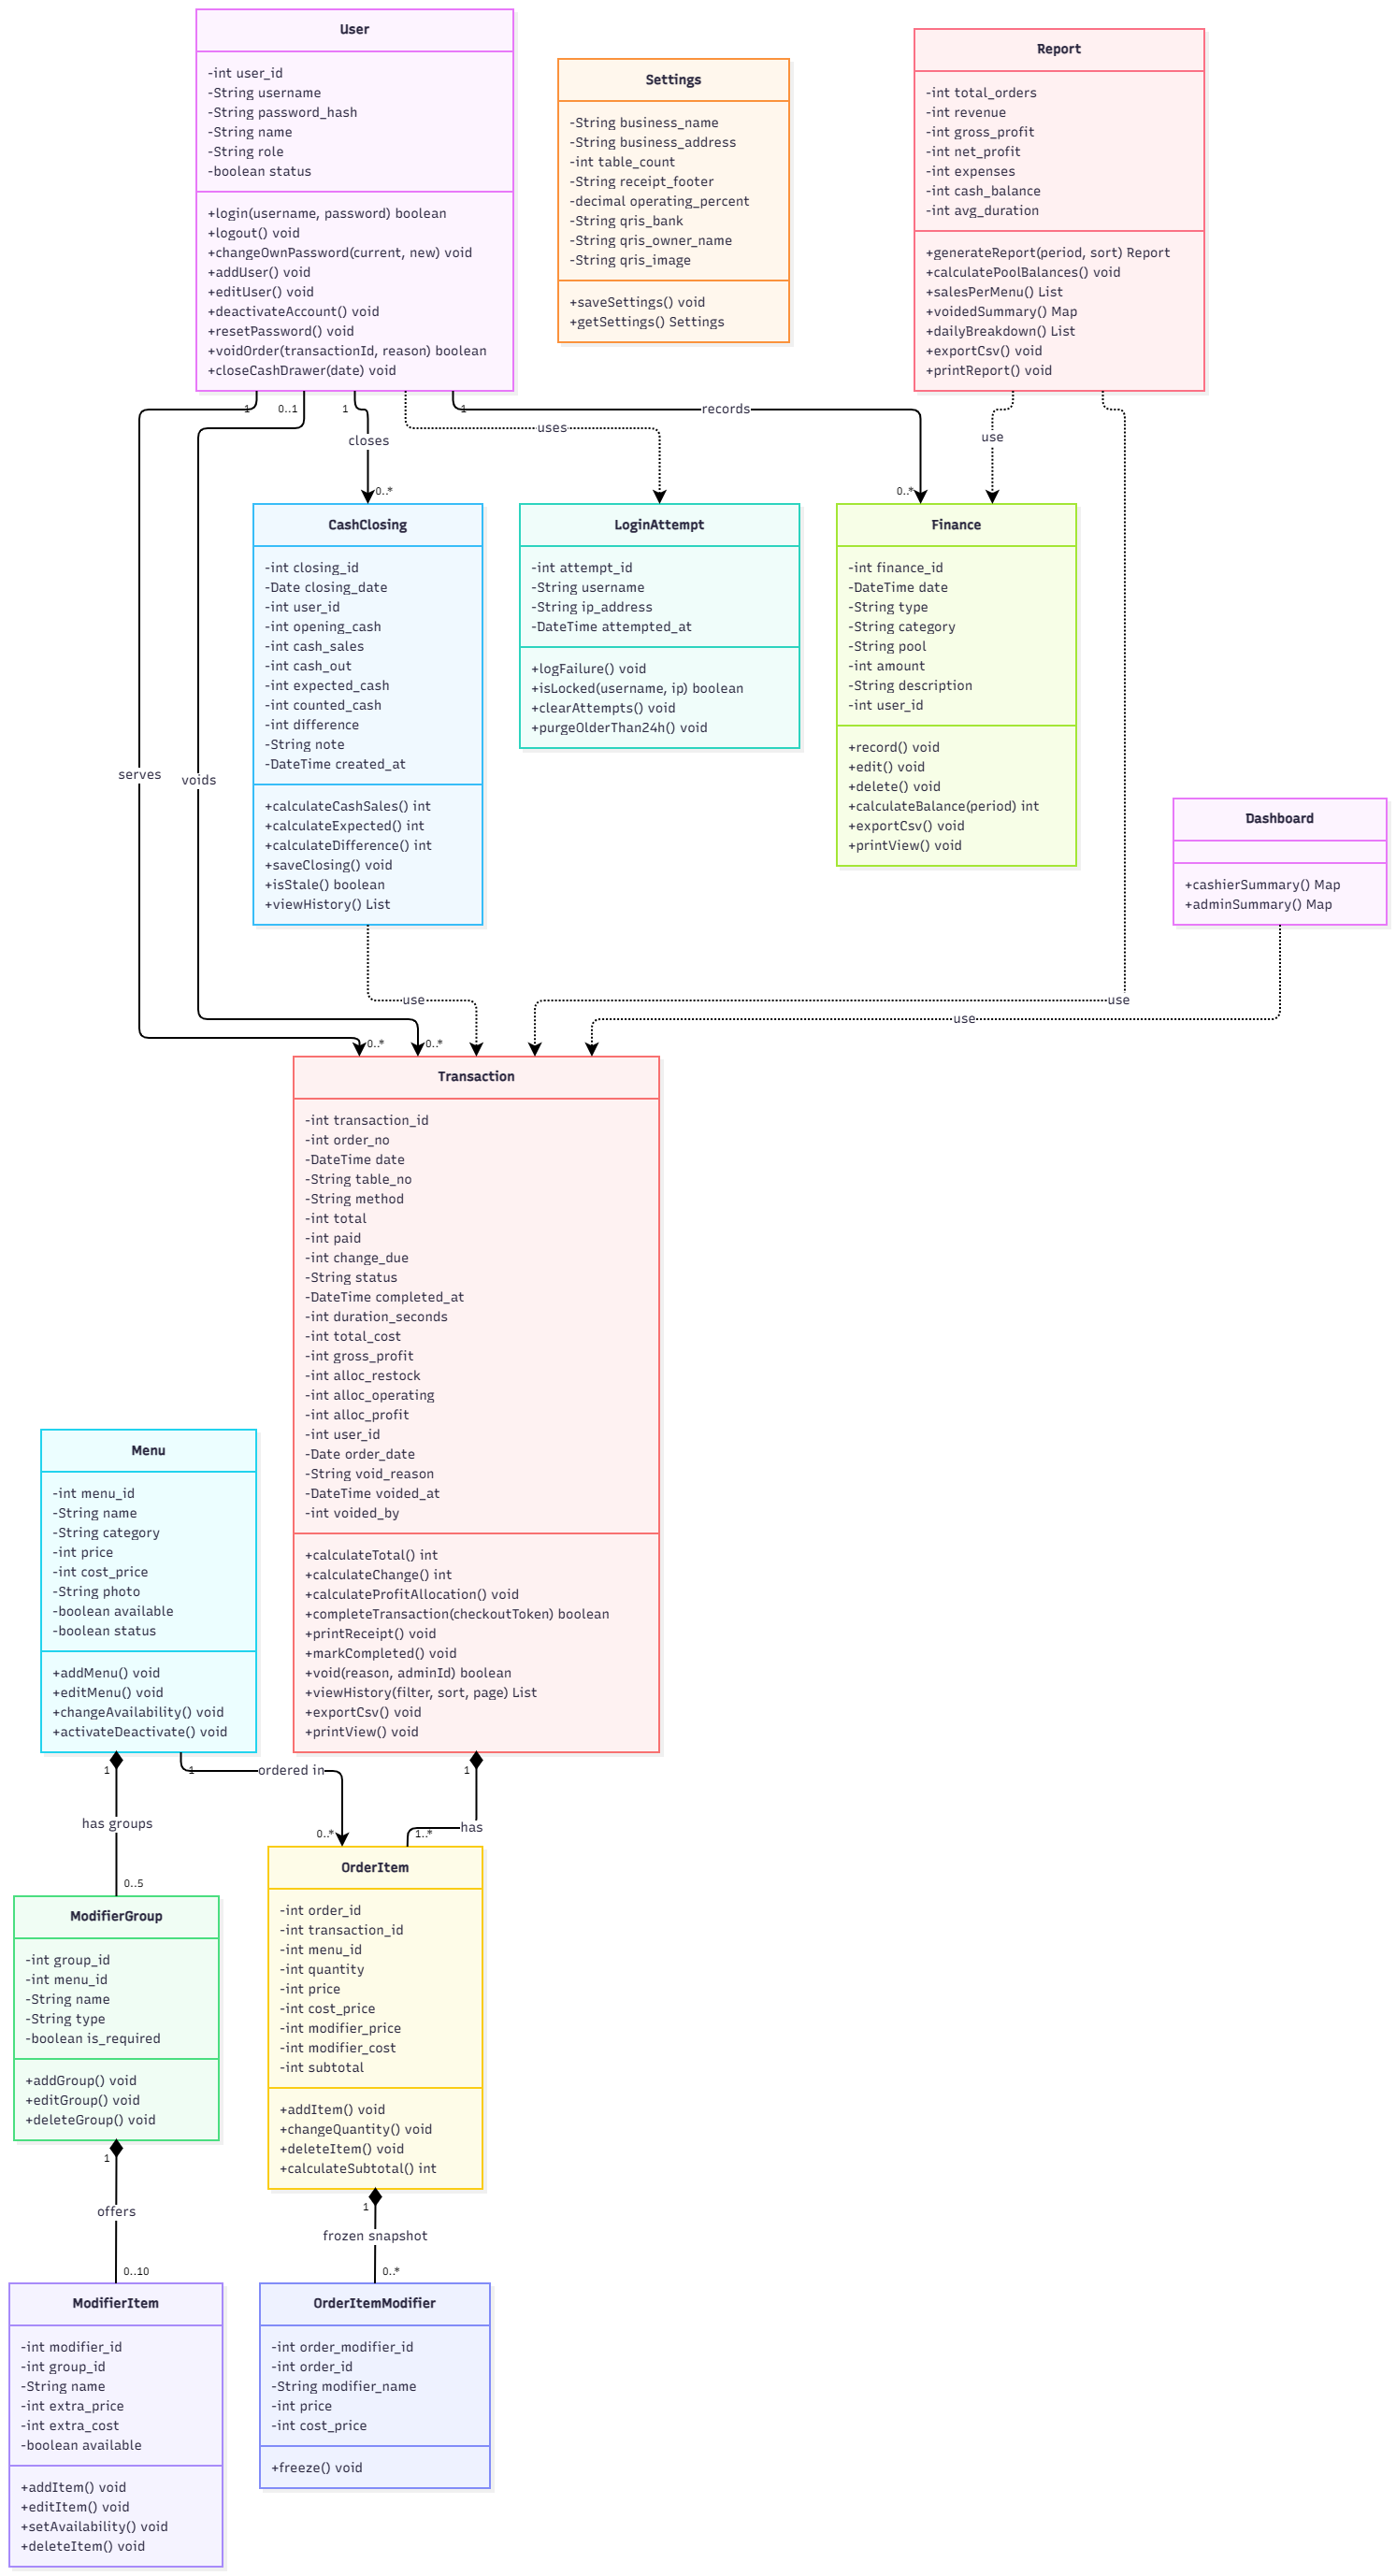 User
-int user_id
-String username
-String password_hash
-String name
-String role
-boolean status
+login(username, password) boolean
+logout() void
+changeOwnPassword(current, new) void
+addUser() void
+editUser() void
+deactivateAccount() void
+resetPassword() void
+voidOrder(transactionId, reason) boolean
+closeCashDrawer(date) void
Settings
-String business_name
-String business_address
-int table_count
-String receipt_footer
-decimal operating_percent
-String qris_bank
-String qris_owner_name
-String qris_image
+saveSettings() void
+getSettings() Settings
Report
-int total_orders
-int revenue
-int gross_profit
-int net_profit
-int expenses
-int cash_balance
-int avg_duration
+generateReport(period, sort) Report
+calculatePoolBalances() void
+salesPerMenu() List
+voidedSummary() Map
+dailyBreakdown() List
+exportCsv() void
+printReport() void
1
0..1
1
1
records
uses
closes
use
0..*
0..*
CashClosing
-int closing_id
-Date closing_date
-int user_id
-int opening_cash
-int cash_sales
-int cash_out
-int expected_cash
-int counted_cash
-int difference
-String note
-DateTime created_at
+calculateCashSales() int
+calculateExpected() int
+calculateDifference() int
+saveClosing() void
+isStale() boolean
+viewHistory() List
LoginAttempt
-int attempt_id
-String username
-String ip_address
-DateTime attempted_at
+logFailure() void
+isLocked(username, ip) boolean
+clearAttempts() void
+purgeOlderThan24h() void
Finance
-int finance_id
-DateTime date
-String type
-String category
-String pool
-int amount
-String description
-int user_id
+record() void
+edit() void
+delete() void
+calculateBalance(period) int
+exportCsv() void
+printView() void
serves
voids
Dashboard
+cashierSummary() Map
+adminSummary() Map
use
use
use
0..*
0..*
Transaction
-int transaction_id
-int order_no
-DateTime date
-String table_no
-String method
-int total
-int paid
-int change_due
-String status
-DateTime completed_at
-int duration_seconds
-int total_cost
-int gross_profit
-int alloc_restock
-int alloc_operating
-int alloc_profit
-int user_id
-Date order_date
-String void_reason
-DateTime voided_at
-int voided_by
+calculateTotal() int
+calculateChange() int
+calculateProfitAllocation() void
+completeTransaction(checkoutToken) boolean
+printReceipt() void
+markCompleted() void
+void(reason, adminId) boolean
+viewHistory(filter, sort, page) List
+exportCsv() void
+printView() void
Menu
-int menu_id
-String name
-String category
-int price
-int cost_price
-String photo
-boolean available
-boolean status
+addMenu() void
+editMenu() void
+changeAvailability() void
+activateDeactivate() void
1
1
ordered in
1
has groups
has
0..*
1..*
0..5
ModifierGroup
-int group_id
-int menu_id
-String name
-String type
-boolean is_required
+addGroup() void
+editGroup() void
+deleteGroup() void
OrderItem
-int order_id
-int transaction_id
-int menu_id
-int quantity
-int price
-int cost_price
-int modifier_price
-int modifier_cost
-int subtotal
+addItem() void
+changeQuantity() void
+deleteItem() void
+calculateSubtotal() int
1
offers
0..10
1
frozen snapshot
0..*
ModifierItem
-int modifier_id
-int group_id
-String name
-int extra_price
-int extra_cost
-boolean available
+addItem() void
+editItem() void
+setAvailability() void
+deleteItem() void
OrderItemModifier
-int order_modifier_id
-int order_id
-String modifier_name
-int price
-int cost_price
+freeze() void